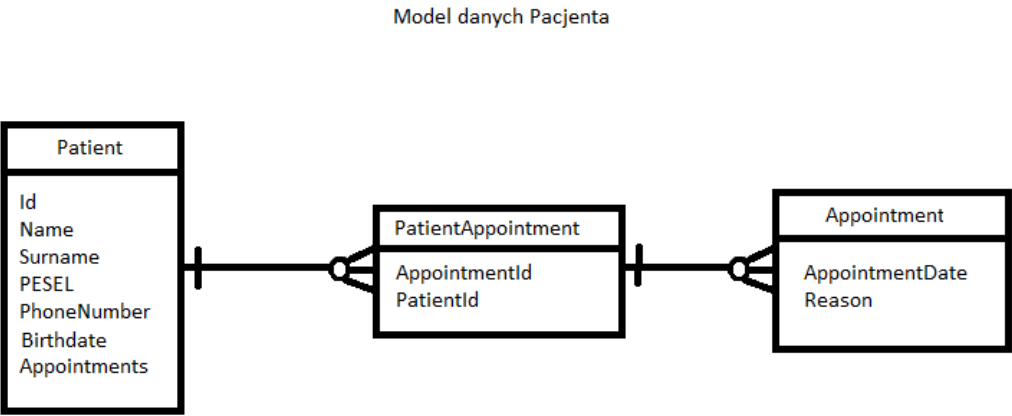 Model danych Pacjenta
Patient
Id
Name
Surname
PESEL
PhoneNumber
Birthdate
Appointments
PatientAppointment
AppointmentId
PatientId
Appointment
AppointmentDate
Reason